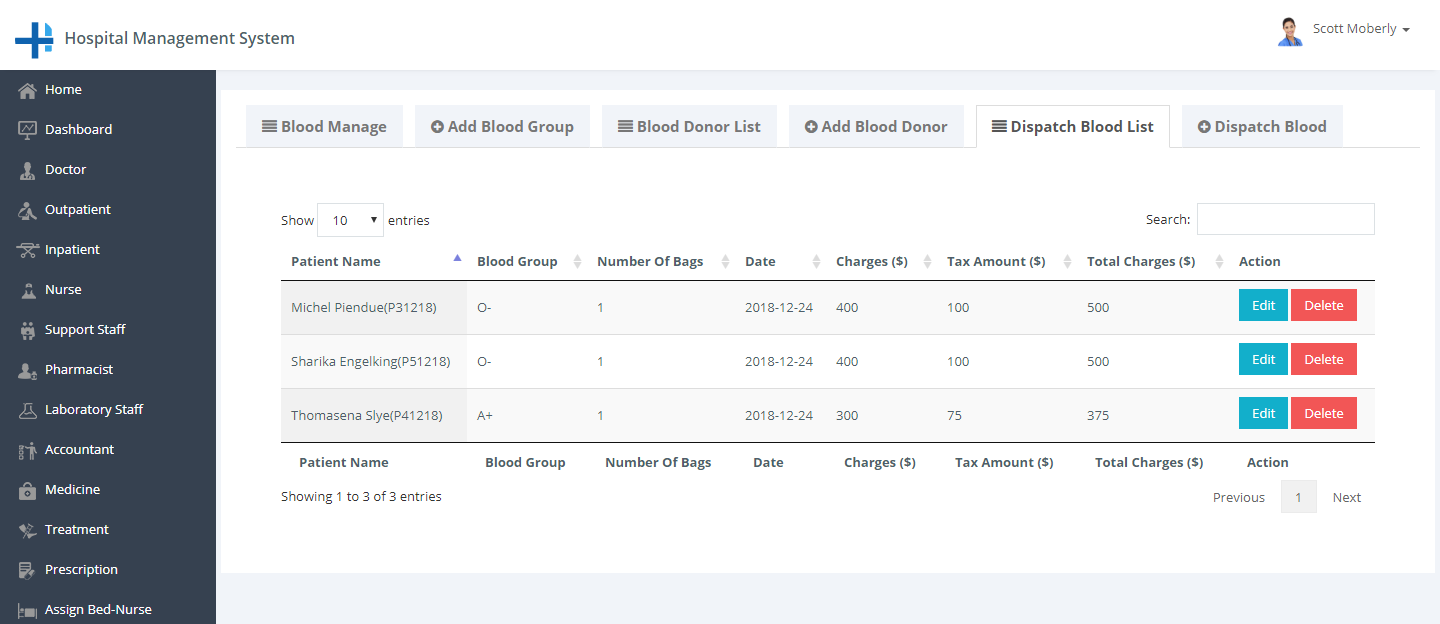 Hospital Management System
Scott Moberly
Home
Dashboard
Doctor
Outpatient
Inpatient
Nurse
Support Staff
Pharmacist
Laboratory Staff
Accountant
Medicine
Treatment
Prescription
Assign Bed-Nurse
Blood Manage Add Blood Group Blood Donor List Add Blood Donor Dispatch Blood List Dispatch Blood
Show 10 entries Search:
Patient Name Blood Group Number Of Bags Date Charges ($) Tax Amount ($) Total Charges ($) Action
Michel Piendue(P31218) O- 1 2018-12-24 400 100 500 Edit Delete
Sharika Engelking(P51218) O- 1 2018-12-24 400 100 500 Edit Delete
Thomasena Slye(P41218) A+ 1 2018-12-24 300 75 375 Edit Delete
Patient Name Blood Group Number Of Bags Date Charges ($) Tax Amount ($) Total Charges ($) Action
Showing 1 to 3 of 3 entries Previous 1 Next